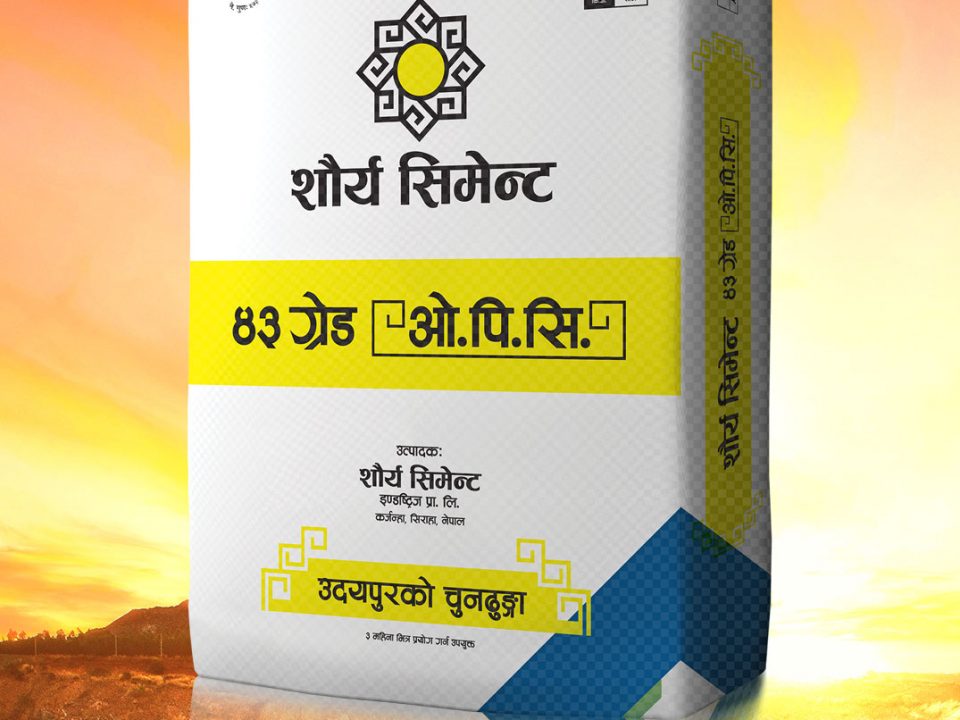 शौर्य सिमेन्ट
४३ ग्रेड ओ.पि.सि.
उत्पादक:
शौर्य सिमेन्ट
इण्डष्ट्रिज प्रा. लि.
कर्जन्हा, सिराहा, नेपाल
उदयपुरको चुनढुङ्गा
३ महिना भित्र प्रयोग गर्न उपयुक्त
शौर्य सिमेन्ट ४३ ग्रेड ओ.पि.सि.